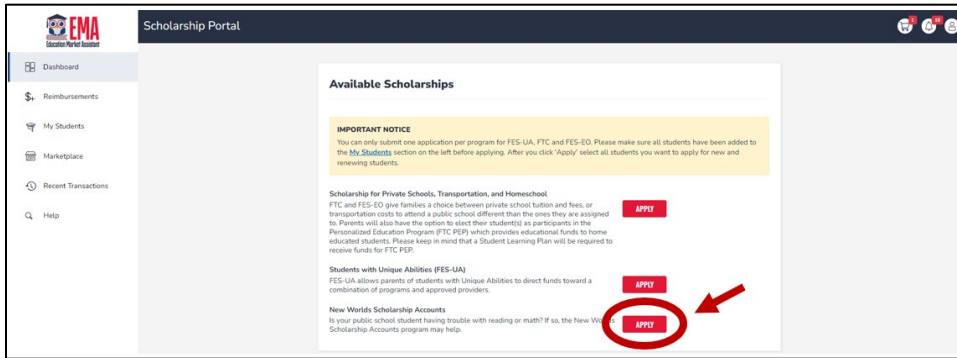 EMA
Education Market Assistant
Scholarship Portal
Dashboard
Reimbursements
My Students
Marketplace
Recent Transactions
Help
Available Scholarships
IMPORTANT NOTICE
You can only submit one application per program for FES-UA, FTC and FES-EO. Please make sure all students have been added to
the My Students section on the left before applying. After you click 'Apply' select all students you want to apply for new and
renewing students.
Scholarship for Private Schools, Transportation, and Homeschool
FTC and FES-EO give families a choice between private school tuition and fees, or
transportation costs to attend a public school different than the ones they are assigned
to. Parents will also have the option to elect their student(s) as participants in the
Personalized Education Program (FTC PEP) which provides educational funds to home
educated students. Please keep in mind that a Student Learning Plan will be required to
receive funds for FTC PEP.
APPLY
Students with Unique Abilities (FES-UA)
FES-UA allows parents of students with Unique Abilities to direct funds toward a
combination of programs and approved providers.
APPLY
New Worlds Scholarship Accounts
Is your public school student having trouble with reading or math? If so, the New Worlds
Scholarship Accounts program may help.
APPLY